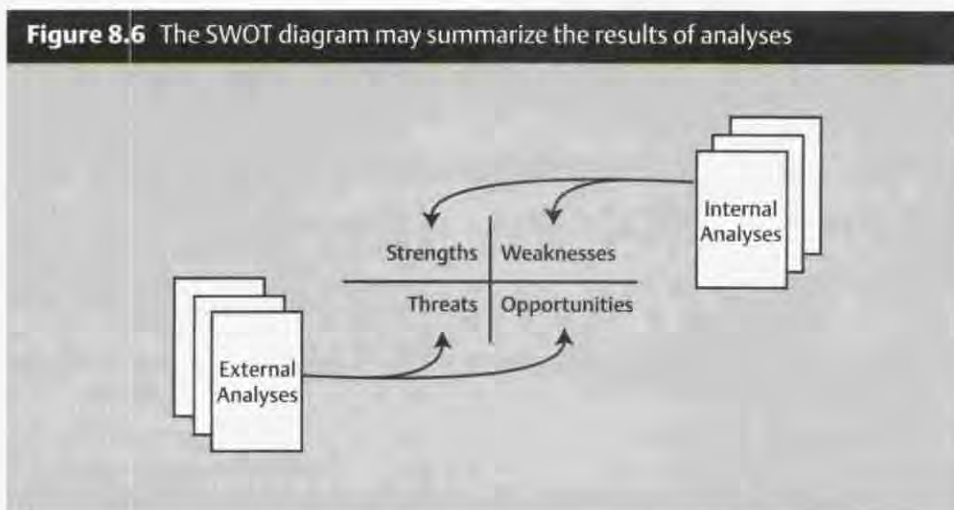 Figure 8.6 The SWOT diagram may summarize the results of analyses
Internal
Analyses
Strengths Weaknesses
Threats Opportunities
External
Analyses